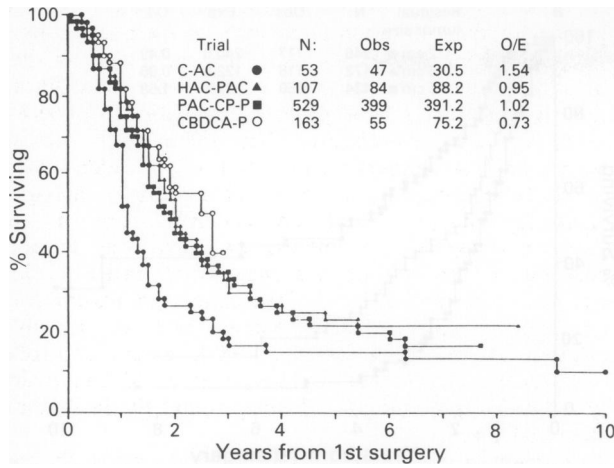 Trial N: Obs Exp O/E
C-AC ● 53 47 30.5 1.54
HAC-PAC ▲ 107 84 88.2 0.95
PAC-CP-P ■ 529 399 391.2 1.02
CBDCA-P ○ 163 55 75.2 0.73
% Surviving
100
80
60
40
20
0
0 2 4 6 8 10
Years from 1st surgery